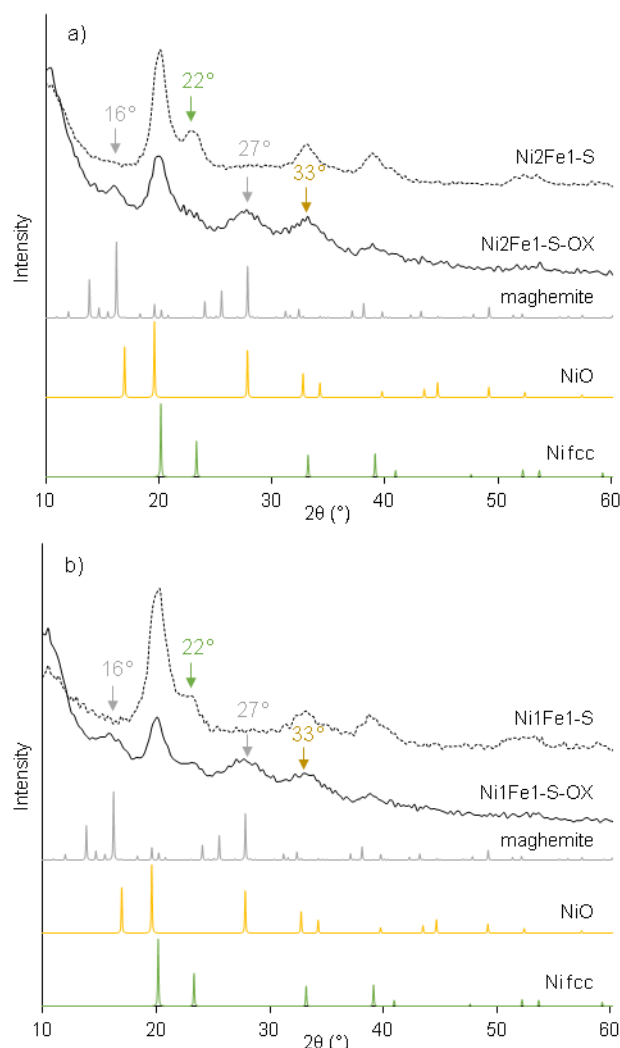 a)
22°
16°
27°
33°
Ni2Fe1-S
Ni2Fe1-S-OX
maghemite
NiO
Ni fcc
Intensity
10 20 30 40 50 60
2θ (°)
b)
22°
16°
27°
33°
Ni1Fe1-S
Ni1Fe1-S-OX
maghemite
NiO
Ni fcc
Intensity
10 20 30 40 50 60
2θ (°)